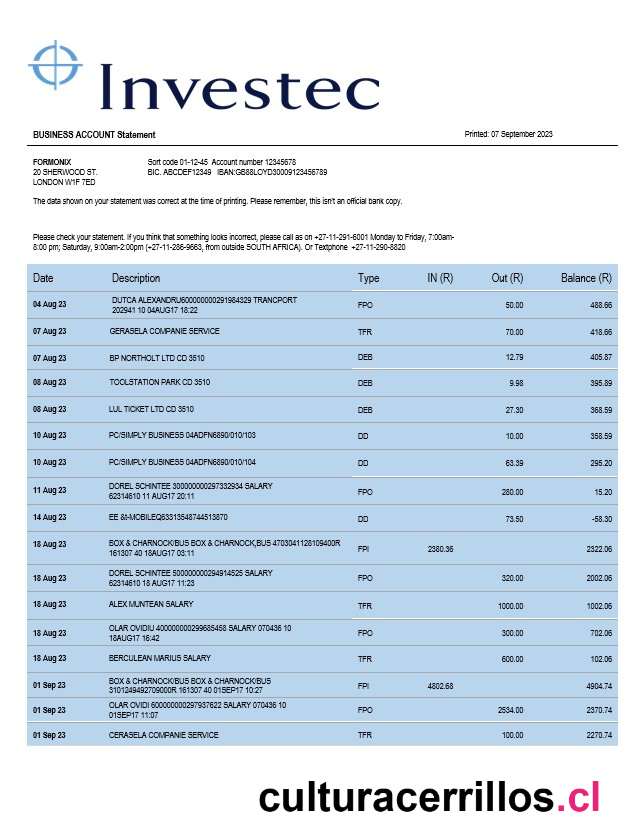 Investec
BUSINESS ACCOUNT Statement
Printed: 07 September 2023
FORMONIX
Sort code 01-12-45 Account number 12345678
20 SHERWOOD ST.
BIC. ABCDEF12349 IBAN:GB88LOYD30009123456789
LONDON W1F 7ED
The data shown on your statement was correct at the time of printing. Please remember, this isn't an official bank copy.
Please check your statement. If you think that something looks incorrect, please call as on +27-11-291-6001 Monday to Friday, 7:00am-
8:00 pm; Saturday, 9:00am-2:00pm (+27-11-286-9663, from outside SOUTH AFRICA). Or Textphone +27-11-290-8820
Date Description Type IN (R) Out (R) Balance (R)
04 Aug 23 DUTCA ALEXANDRU600000000291984329 TRANCPORT
202941 10 04AUG17 18:22 FPO 50.00 488.66
07 Aug 23 GERASELA COMPANIE SERVICE TFR 70.00 418.66
07 Aug 23 BP NORTHOLT LTD CD 3510 DEB 12.79 405.87
08 Aug 23 TOOLSTATION PARK CD 3510 DEB 9.98 395.89
08 Aug 23 LUL TICKET LTD CD 3510 DEB 27.30 368.59
10 Aug 23 PC/SIMPLY BUSINESS 04ADFN6890/010/103 DD 10.00 358.59
10 Aug 23 PC/SIMPLY BUSINESS 04ADFN6890/010/104 DD 63.39 295.20
11 Aug 23 DOREL SCHINTEE 300000000297332934 SALARY
62314610 11 AUG17 20:11 FPO 280.00 15.20
14 Aug 23 EE &t-MOBILEQ63313548744513870 DD 73.50 -58.30
18 Aug 23 BOX & CHARNOCK/BUS BOX & CHARNOCK,BUS 4703041128109400R
161307 40 18AUG17 03:11 FPI 2380.36 2322.06
18 Aug 23 DOREL SCHINTEE 500000000294914525 SALARY
62314610 18 AUG17 11:23 FPO 320.00 2002.06
18 Aug 23 ALEX MUNTEAN SALARY TFR 1000.00 1002.06
18 Aug 23 OLAR OVIDIU 400000000299685458 SALARY 070436 10
18AUG17 16:42 FPO 300.00 702.06
18 Aug 23 BERCULEAN MARIUS SALARY TFR 600.00 102.06
01 Sep 23 BOX & CHARNOCK/BUS BOX & CHARNOCK/BUS
3101249492709000R 161307 40 01SEP17 10:27 FPI 4802.68 4904.74
01 Sep 23 OLAR OVIDI 600000000297937622 SALARY 070436 10
01SEP17 11:07 FPO 2534.00 2370.74
01 Sep 23 CERASELA COMPANIE SERVICE TFR 100.00 2270.74
culturacerrillos.cl